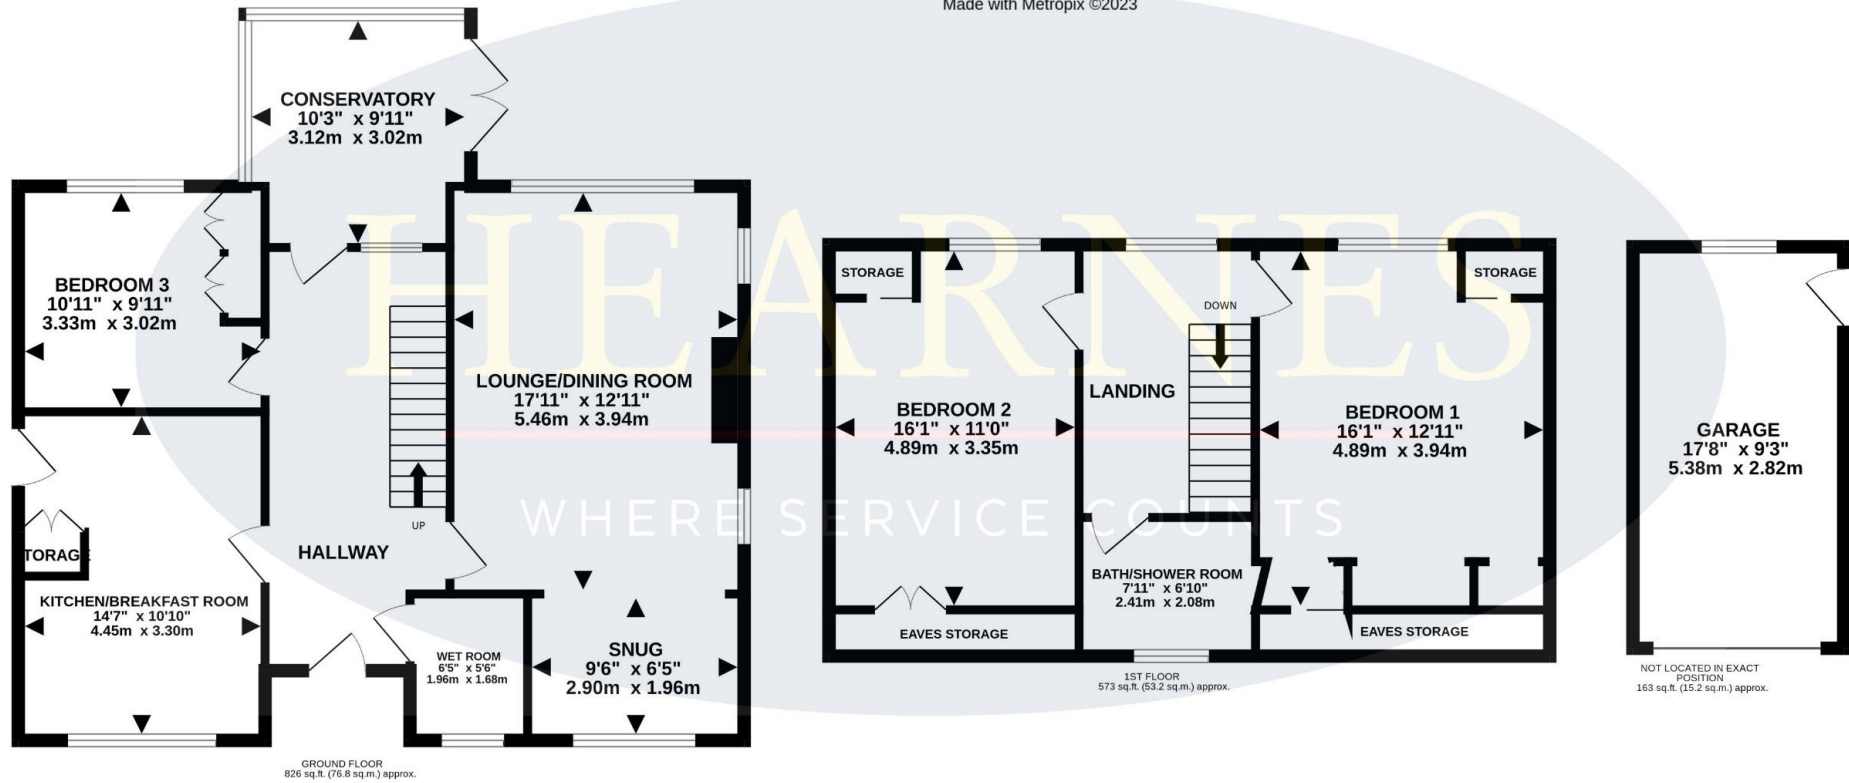 Made with Metropix ©2023
CONSERVATORY
10'3" x 9'11"
3.12m x 3.02m
BEDROOM 3
10'11" x 9'11"
3.33m x 3.02m
LOUNGE/DINING ROOM
17'11" x 12'11"
5.46m x 3.94m
UP
HALLWAY
TORAGE
KITCHEN/BREAKFAST ROOM
14'7" x 10'10"
4.45m x 3.30m
WET ROOM
6'5" x 5'6"
1.96m x 1.68m
SNUG
9'6" x 6'5"
2.90m x 1.96m
GROUND FLOOR
826 sq.ft. (76.8 sq.m.) approx.
HEARNES
WHERE SERVICE COUNTS
STORAGE
STORAGE
DOWN
LANDING
BEDROOM 2
16'1" x 11'0"
4.89m x 3.35m
BEDROOM 1
16'1" x 12'11"
4.89m x 3.94m
BATH/SHOWER ROOM
7'11" x 6'10"
2.41m x 2.08m
EAVES STORAGE
EAVES STORAGE
1ST FLOOR
573 sq.ft. (53.2 sq.m.) approx.
GARAGE
17'8" x 9'3"
5.38m x 2.82m
NOT LOCATED IN EXACT
POSITION
163 sq.ft. (15.2 sq.m.) approx.